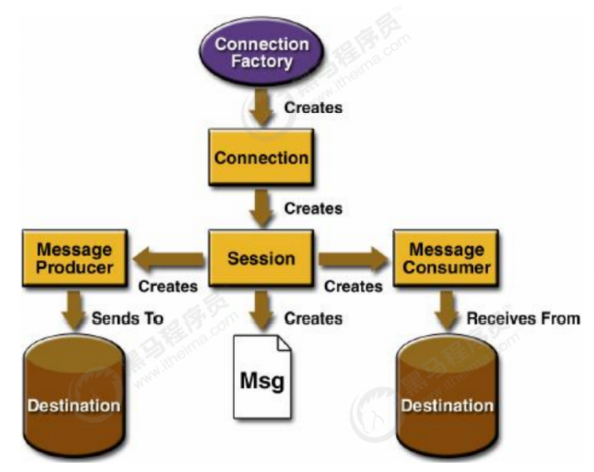 黑马程序员
www.itheima.com
Connection
Factory
Creates
Connection
Creates
Message
Producer
Creates
Session
Creates
Message
Consumer
Sends To
Creates
Receives From
黑马程序员
www.itheima.com
Destination
Msg
黑马程序员
www.itheima.com
Destination